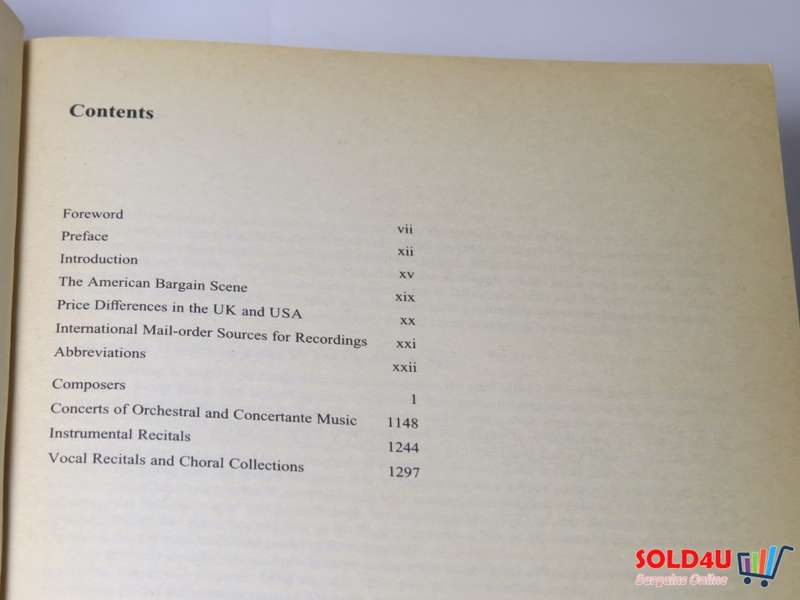 Contents
Foreword vii
Preface xii
Introduction xv
The American Bargain Scene xix
Price Differences in the UK and USA xx
International Mail-order Sources for Recordings xxi
Abbreviations xxii
Composers 1
Concerts of Orchestral and Concertante Music 1148
Instrumental Recitals 1244
Vocal Recitals and Choral Collections 1297
SOLD4U
Bargains Online